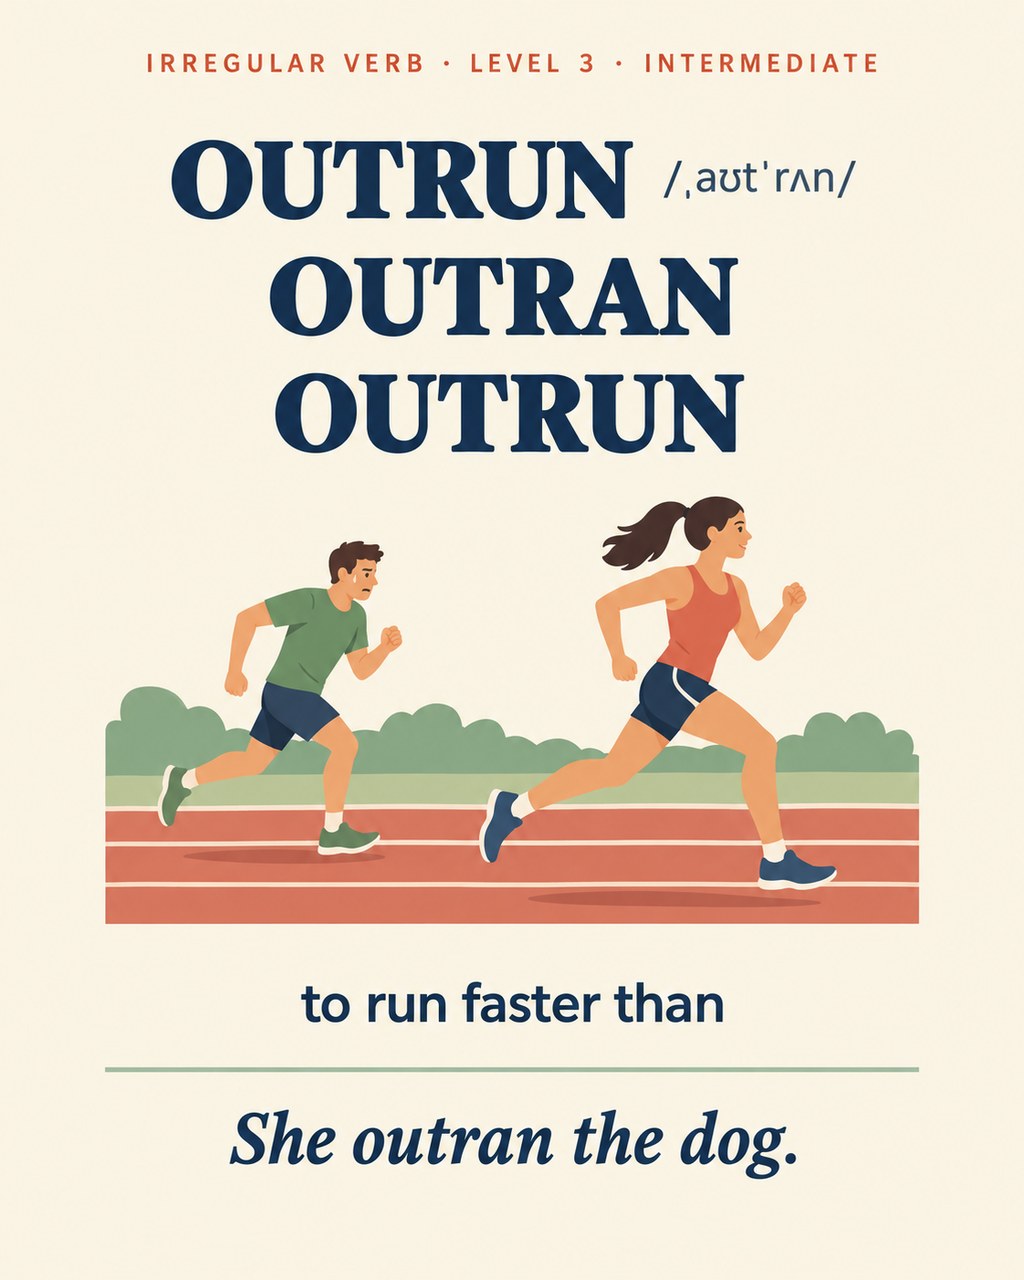 IRREGULAR VERB · LEVEL 3 · INTERMEDIATE
OUTRUN /ˌaʊtˈrʌn/
OUTRAN
OUTRUN
to run faster than
She outran the dog.